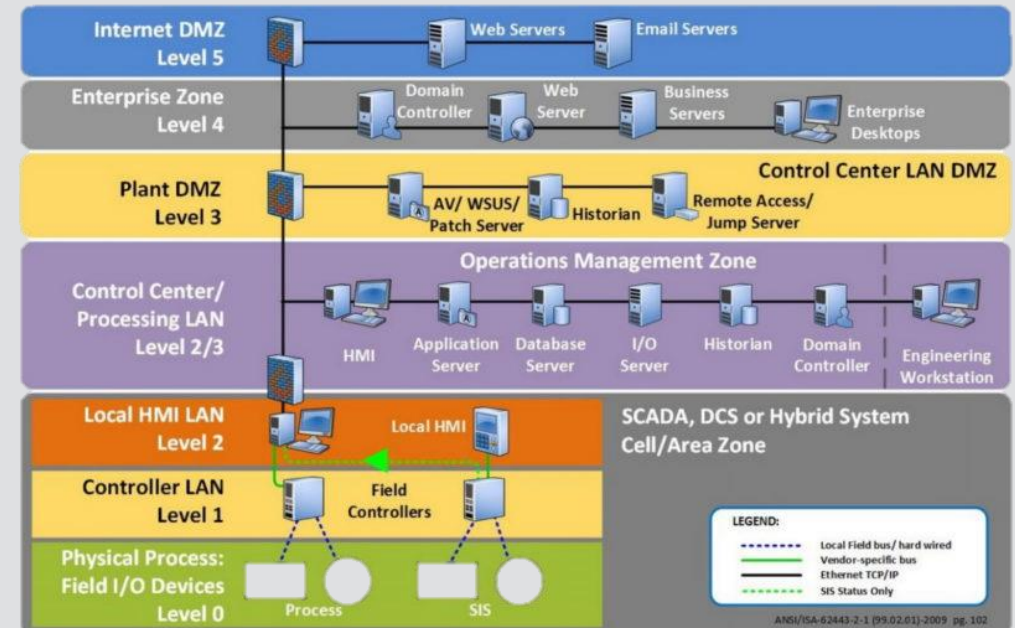 Internet DMZ
Level 5
Web Servers
Email Servers
Enterprise Zone
Level 4
Domain
Controller
Web
Server
Business
Servers
Enterprise
Desktops
Plant DMZ
Level 3
Control Center LAN DMZ
AV/ WSUS/
Patch Server
Historian
Remote Access/
Jump Server
Control Center/
Processing LAN
Level 2/3
Operations Management Zone
HMI
Application
Server
Database
Server
I/O
Server
Historian
Domain
Controller
Engineering
Workstation
Local HMI LAN
Level 2
Local HMI
SCADA, DCS or Hybrid System
Cell/Area Zone
Controller LAN
Level 1
Field
Controllers
Physical Process:
Field I/O Devices
Level 0
Process
SIS
LEGEND:
Local Field bus/ hard wired
Vendor-specific bus
Ethernet TCP/IP
SIS Status Only
ANSI/ISA-62443-2-1 (99.02.01)-2009 pg. 102